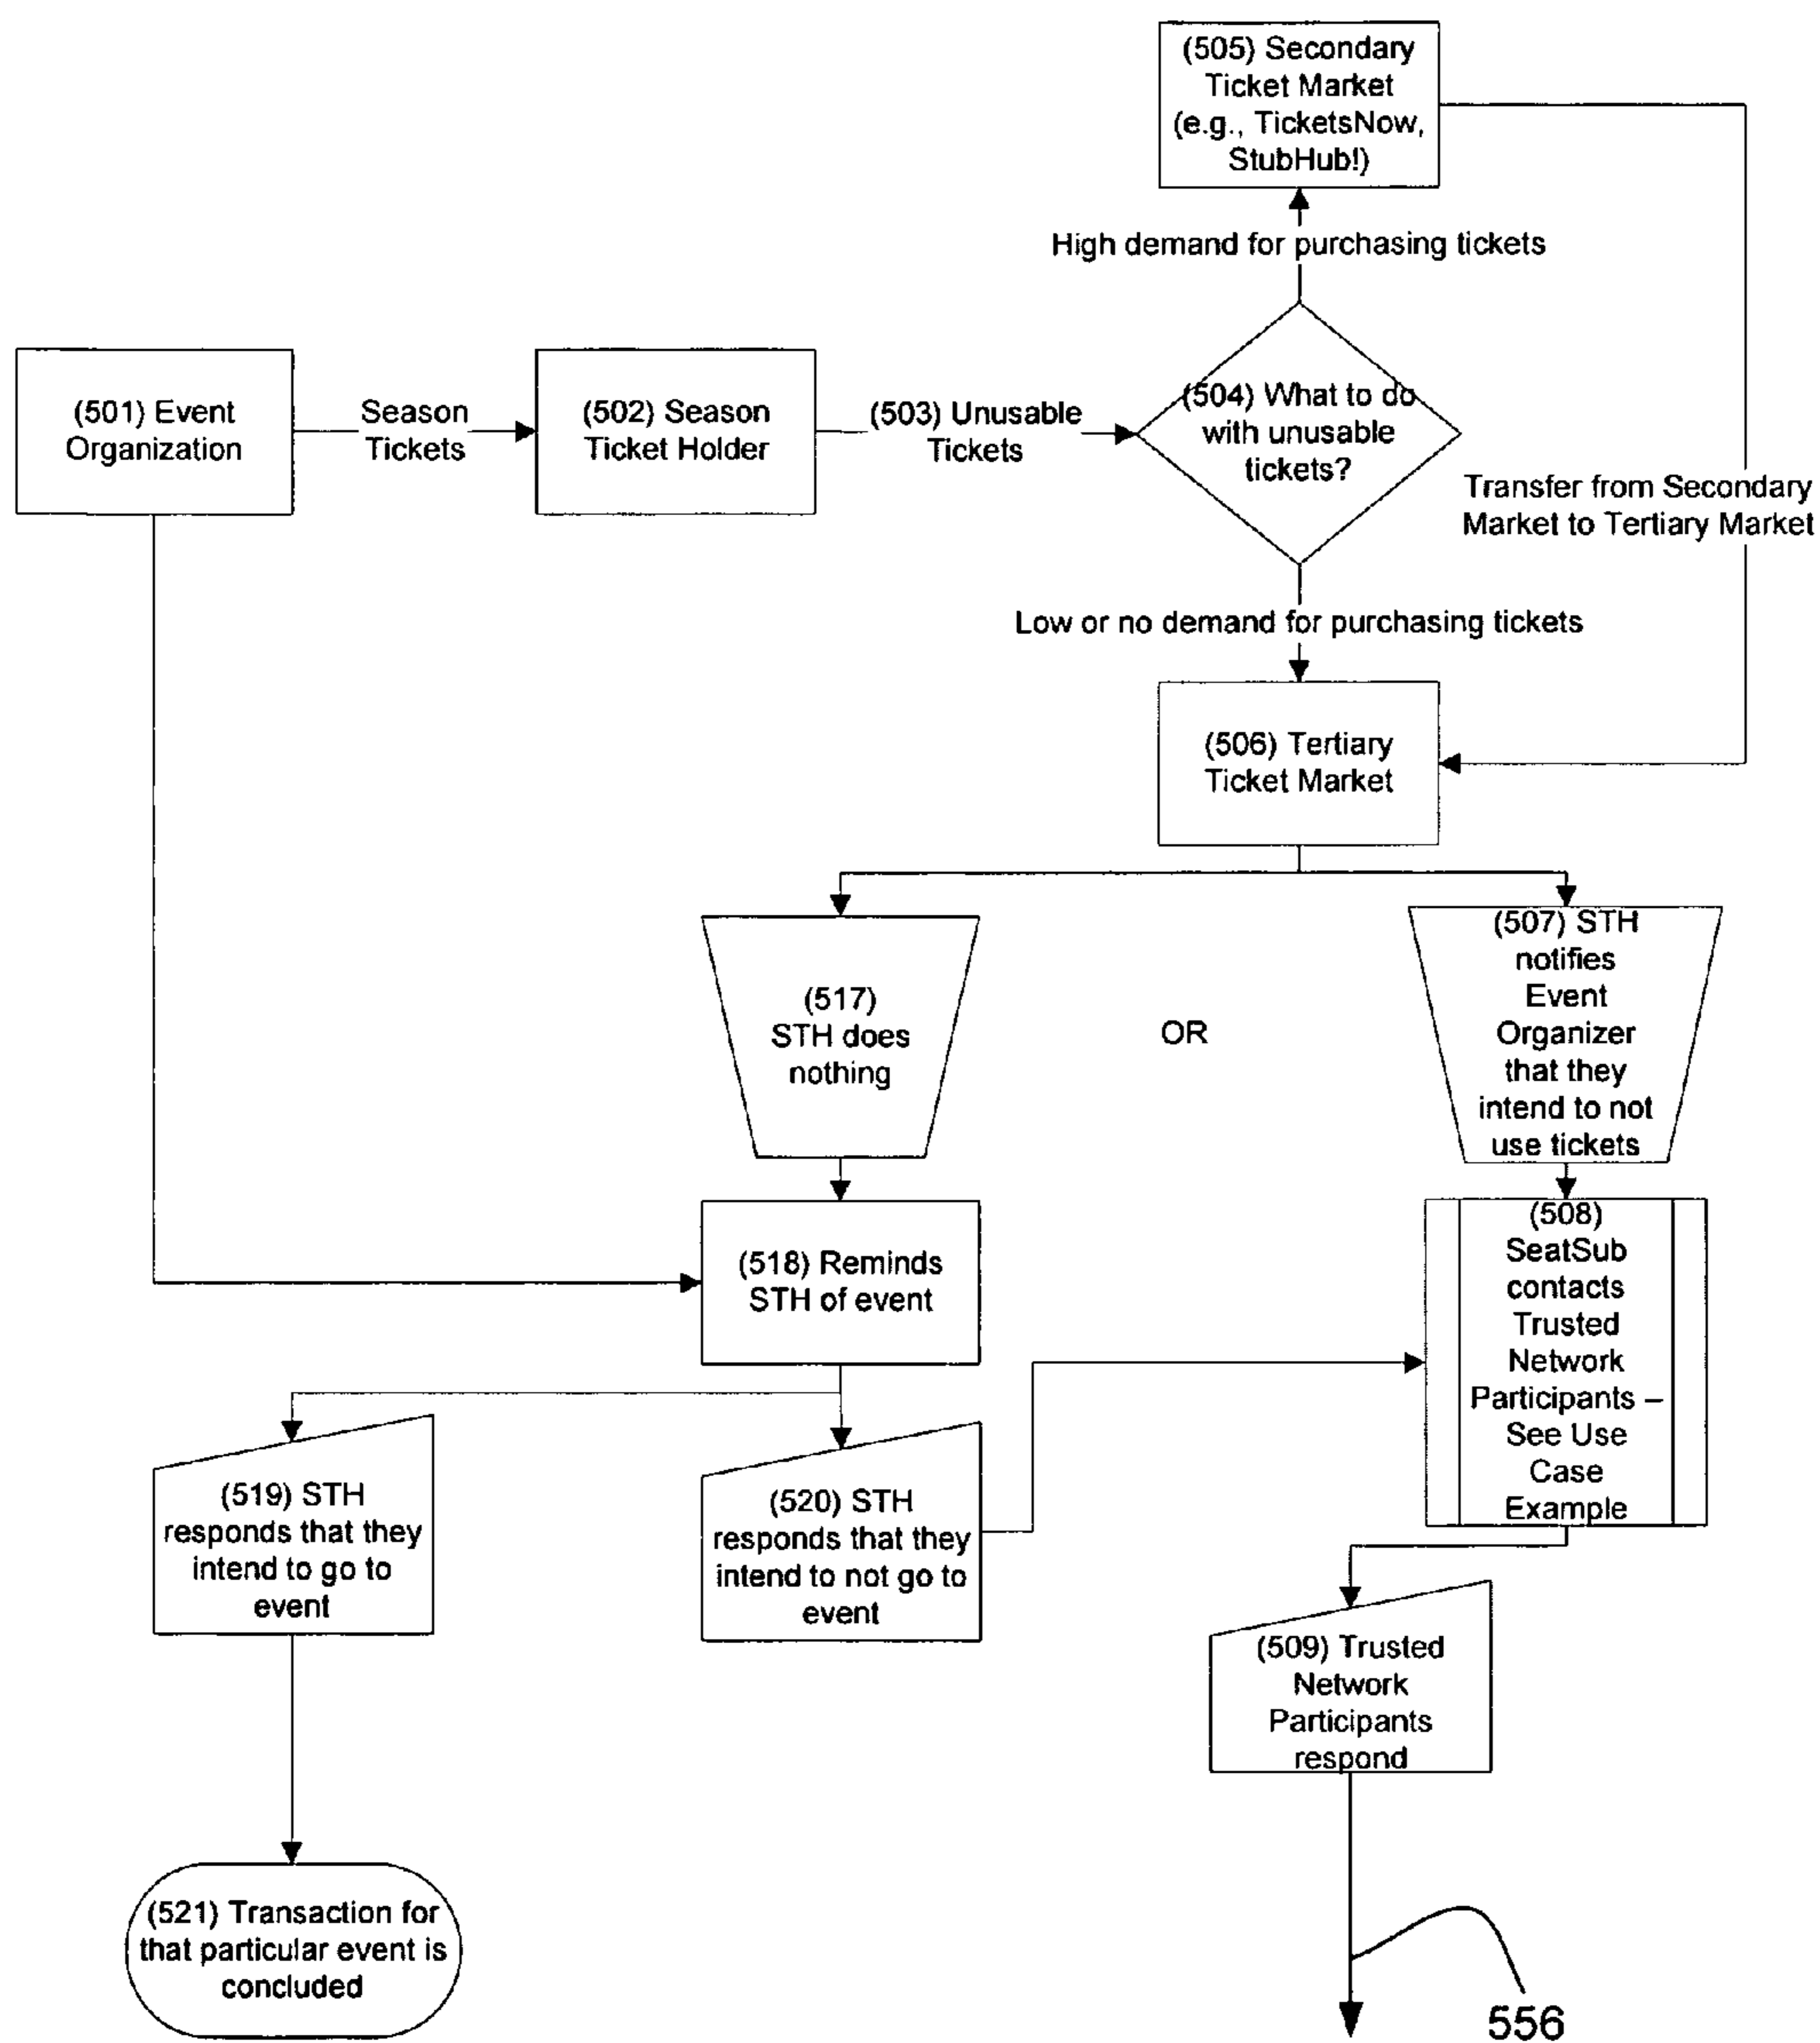 (505) Secondary
Ticket Market
(e.g., TicketsNow,
StubHub!)
High demand for purchasing tickets
(501) Event
Organization
Season
Tickets
(502) Season
Ticket Holder
(503) Unusable
Tickets
(504) What to do
with unusable
tickets?
Transfer from Secondary
Market to Tertiary Market
Low or no demand for purchasing tickets
(506) Tertiary
Ticket Market
(517)
STH does
nothing
OR
(507) STH
notifies
Event
Organizer
that they
intend to not
use tickets
(518) Reminds
STH of event
(508)
SeatSub
contacts
Trusted
Network
Participants –
See Use
Case
Example
(519) STH
responds that they
intend to go to
event
(520) STH
responds that they
intend to not go to
event
(509) Trusted
Network
Participants
respond
(521) Transaction for
that particular event is
concluded
556